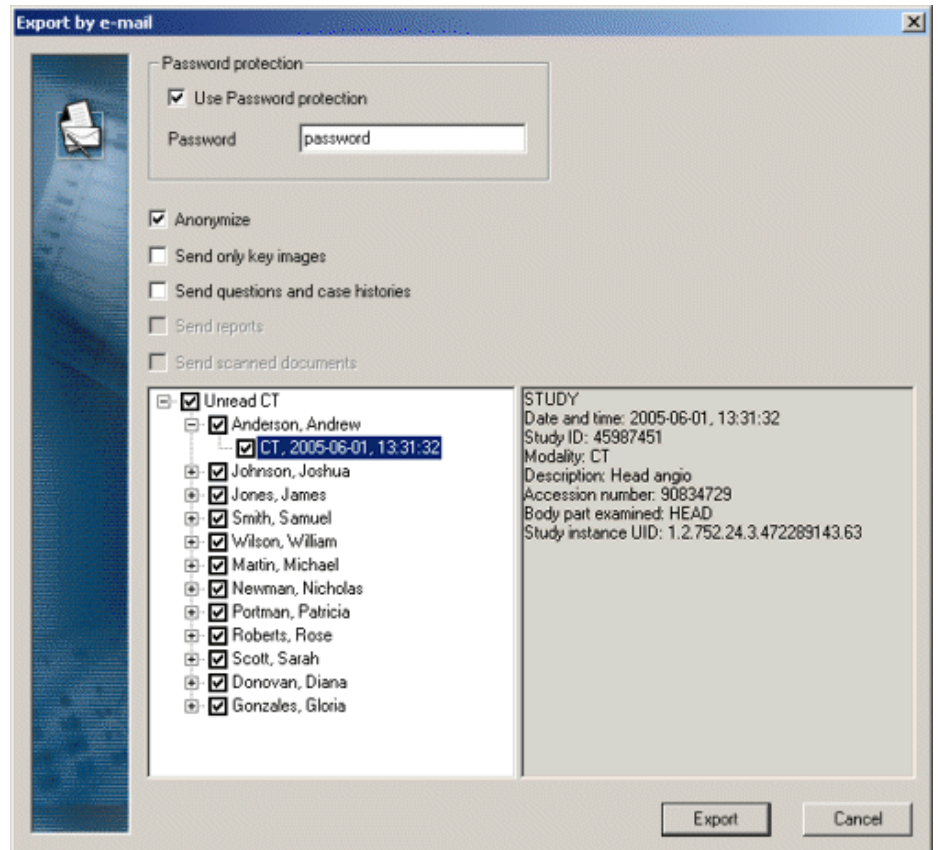 Export by e-mail
Password protection
Use Password protection
Password
password
Anonymize
Send only key images
Send questions and case histories
Send reports
Send scanned documents
Unread CT
Anderson, Andrew
CT, 2005-06-01, 13:31:32
Johnson, Joshua
Jones, James
Smith, Samuel
Wilson, William
Martin, Michael
Newman, Nicholas
Portman, Patricia
Roberts, Rose
Scott, Sarah
Donovan, Diana
Gonzales, Gloria
STUDY
Date and time: 2005-06-01, 13:31:32
Study ID: 45987451
Modality: CT
Description: Head angio
Accession number: 90834729
Body part examined: HEAD
Study instance UID: 1.2.752.24.3.472289143.63
Export
Cancel